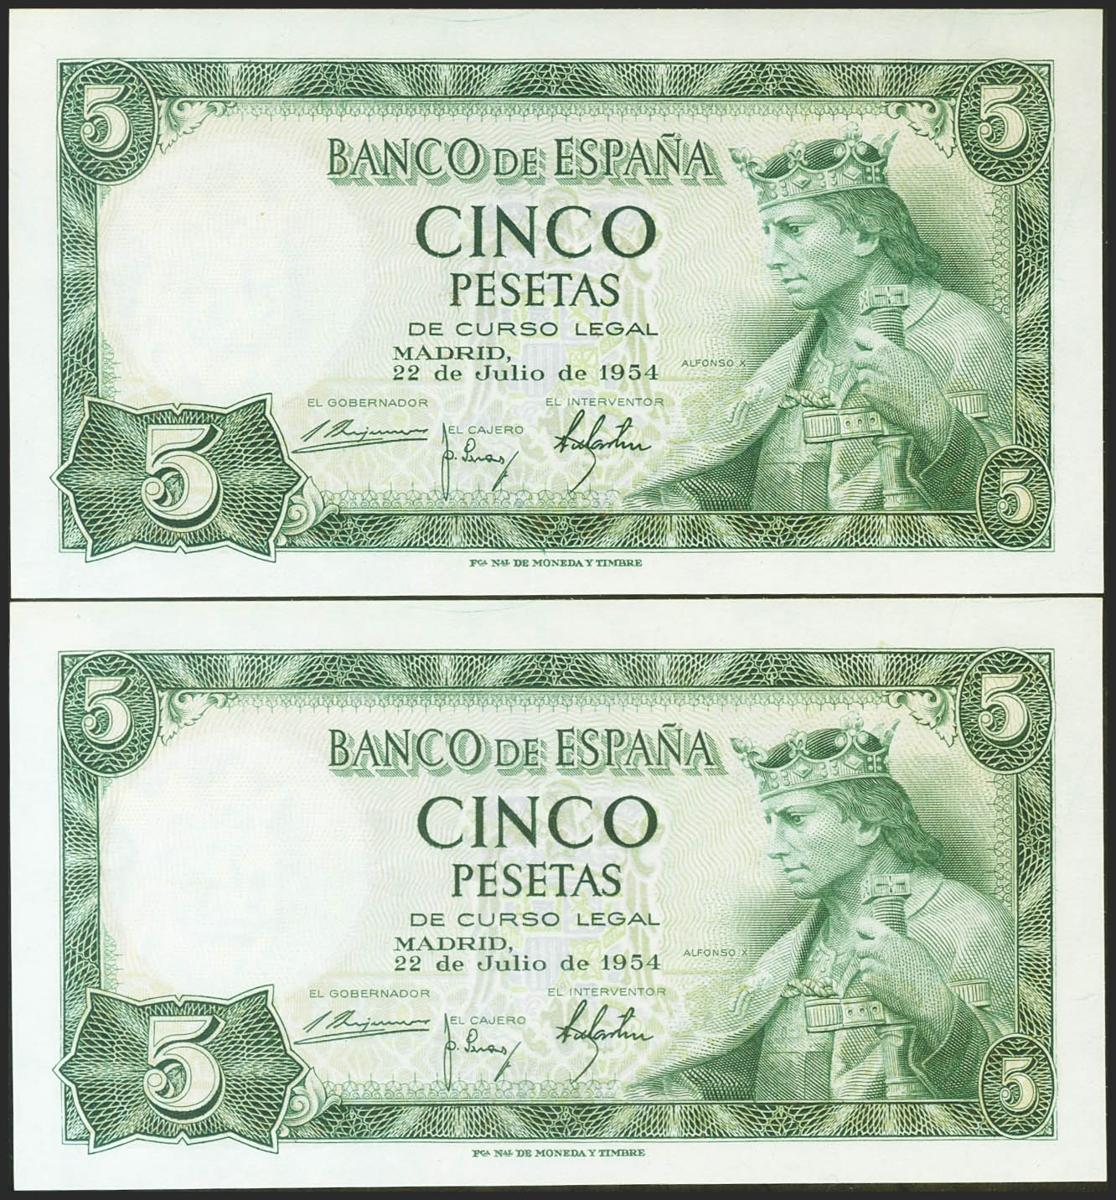 5 5
BANCO DE ESPAÑA
CINCO
PESETAS
DE CURSO LEGAL
MADRID,
22 de Julio de 1954
ALFONSO X
EL GOBERNADOR EL INTERVENTOR
EL CAJERO
5 5
FCA NAL DE MONEDA Y TIMBRE
5 5
BANCO DE ESPAÑA
CINCO
PESETAS
DE CURSO LEGAL
MADRID,
22 de Julio de 1954
ALFONSO X
EL GOBERNADOR EL INTERVENTOR
EL CAJERO
5 5
FCA NAL DE MONEDA Y TIMBRE